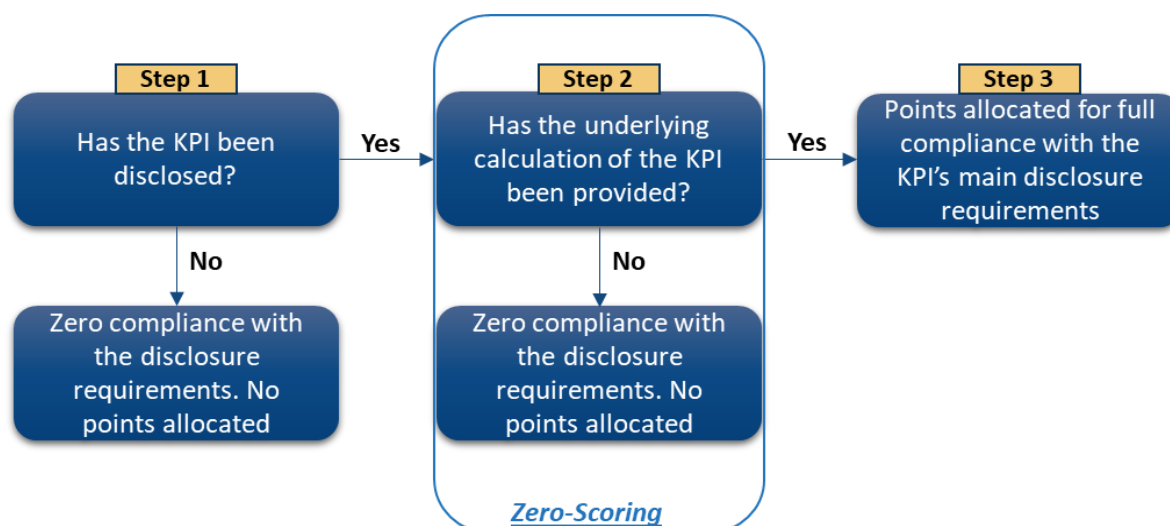 Step 1
Has the KPI been
disclosed?
Yes
No
Zero compliance with
the disclosure
requirements. No
points allocated
Step 2
Has the underlying
calculation of the KPI
been provided?
Yes
No
Zero compliance with
the disclosure
requirements. No
points allocated
Zero-Scoring
Step 3
Points allocated for full
compliance with the
KPI’s main disclosure
requirements